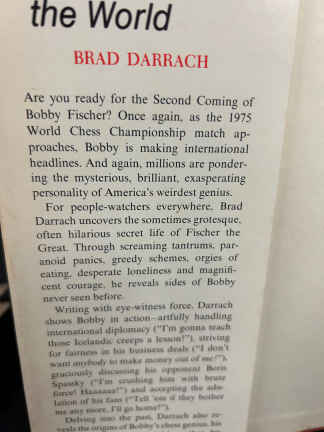 the World
BRAD DARRACH
Are you ready for the Second Coming of
Bobby Fischer? Once again, as the 1975
World Chess Championship match ap-
proaches, Bobby is making international
headlines. And again, millions are ponder-
ing the mysterious, brilliant, exasperating
personality of America's weirdest genius.
For people-watchers everywhere, Brad
Darrach uncovers the sometimes grotesque,
often hilarious secret life of Fischer the
Great. Through screaming tantrums, par-
anoid panics, greedy schemes, orgies of
eating, desperate loneliness and magnifi-
cent courage, he reveals sides of Bobby
never seen before.
Writing with eye-witness force, Darrach
shows Bobby in action—artfully handling
international diplomacy ("I'm gonna teach
those Icelandic creeps a lesson!"), striving
for fairness in his business deals ("I don't
want anybody to make money out of me!"),
graciously discussing his opponent Boris
Spassky ("I'm crushing him with brute
force! Haaaaaa!") and accepting the adu-
lation of his fans ("Tell 'em if they bother
me any more, I'll go home!").
Delving into the past, Darrach also re-
veals the origins of Bobby's chess genius, his